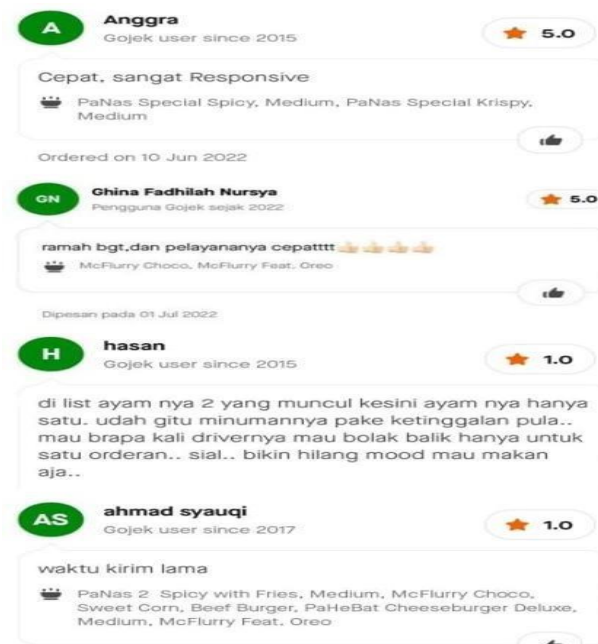 A
Anggra
Gojek user since 2015
5.0
Cepat, sangat Responsive
PaNas Special Spicy, Medium, PaNas Special Krispy,
Medium
Ordered on 10 Jun 2022
GN
Ghina Fadhilah Nursya
Pengguna Gojek sejak 2022
5.0
ramah bgt,dan pelayananya cepatttt👍🏻👍🏻👍🏻👍🏻
McFlurry Choco, McFlurry Feat. Oreo
Dipesan pada 01 Jul 2022
H
hasan
Gojek user since 2015
1.0
di list ayam nya 2 yang muncul kesini ayam nya hanya
satu. udah gitu minumannya pake ketinggalan pula..
mau brapa kali drivernya mau bolak balik hanya untuk
satu orderan.. sial.. bikin hilang mood mau makan
aja..
AS
ahmad syauqi
Gojek user since 2017
1.0
waktu kirim lama
PaNas 2 Spicy with Fries, Medium, McFlurry Choco,
Sweet Corn, Beef Burger, PaHeBat Cheeseburger Deluxe,
Medium, McFlurry Feat. Oreo